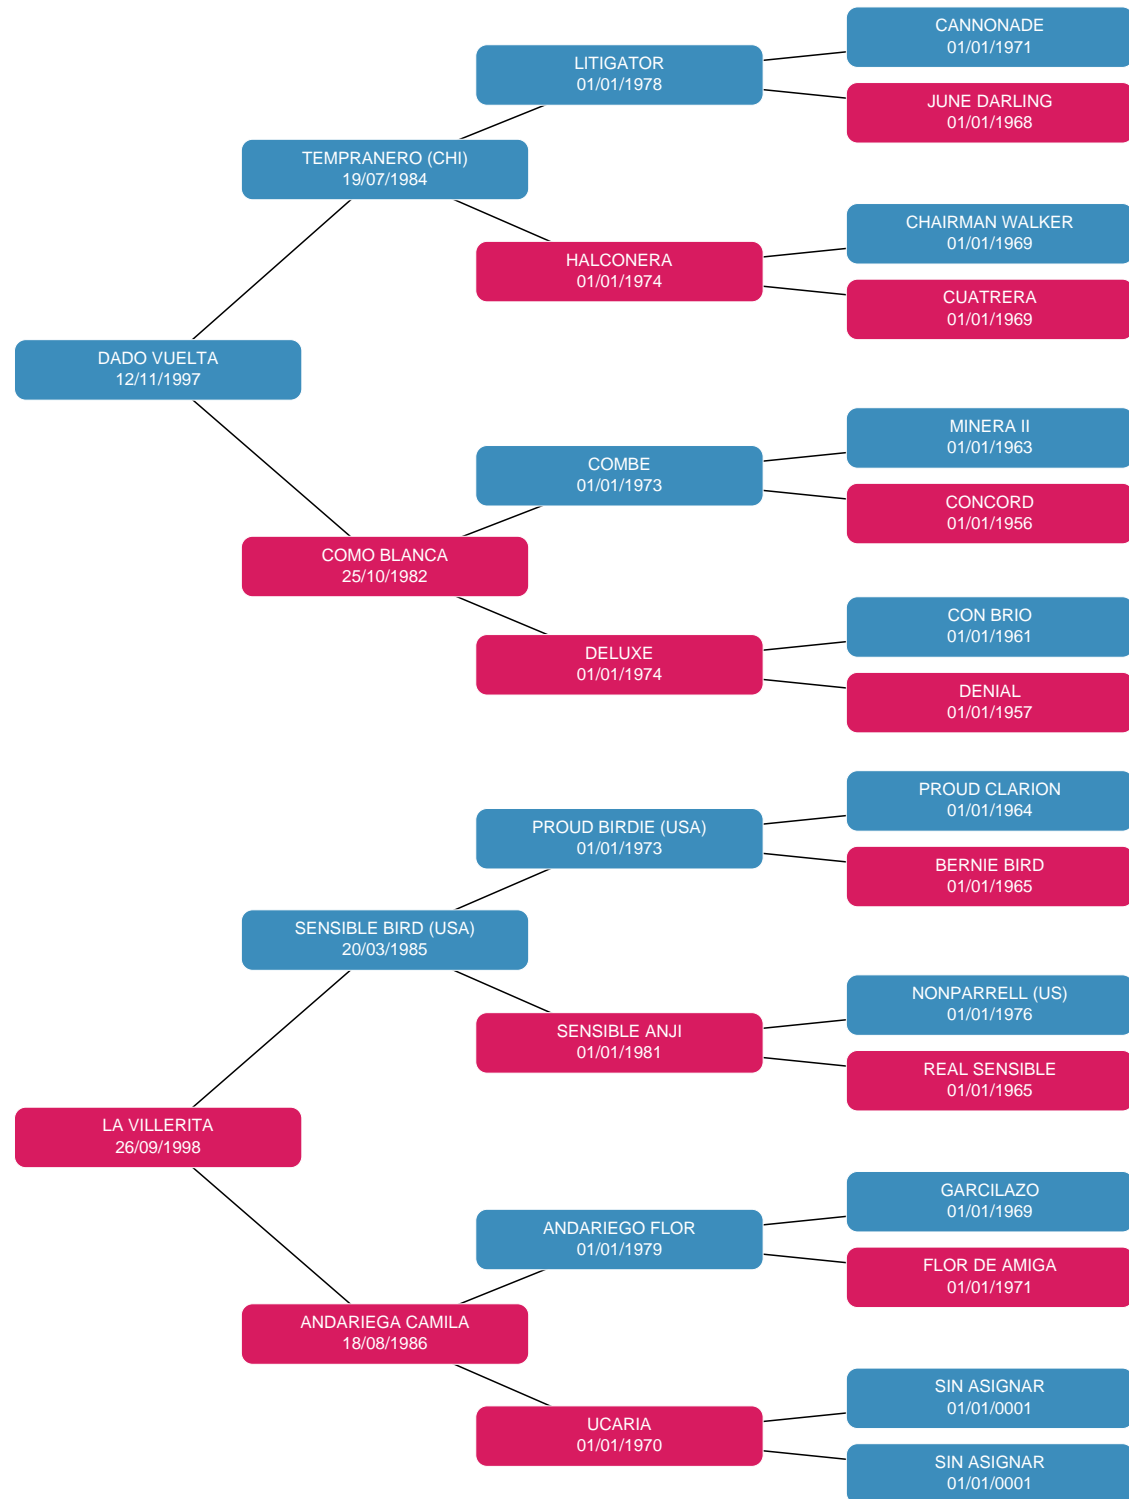 CANNONADE
01/01/1971
LITIGATOR
01/01/1978
JUNE DARLING
01/01/1968
TEMPRANERO (CHI)
19/07/1984
CHAIRMAN WALKER
01/01/1969
HALCONERA
01/01/1974
CUATRERA
01/01/1969
DADO VUELTA
12/11/1997
MINERA II
01/01/1963
COMBE
01/01/1973
CONCORD
01/01/1956
COMO BLANCA
25/10/1982
CON BRIO
01/01/1961
DELUXE
01/01/1974
DENIAL
01/01/1957
PROUD CLARION
01/01/1964
PROUD BIRDIE (USA)
01/01/1973
BERNIE BIRD
01/01/1965
SENSIBLE BIRD (USA)
20/03/1985
NONPARRELL (US)
01/01/1976
SENSIBLE ANJI
01/01/1981
REAL SENSIBLE
01/01/1965
LA VILLERITA
26/09/1998
GARCILAZO
01/01/1969
ANDARIEGO FLOR
01/01/1979
FLOR DE AMIGA
01/01/1971
ANDARIEGA CAMILA
18/08/1986
SIN ASIGNAR
01/01/0001
UCARIA
01/01/1970
SIN ASIGNAR
01/01/0001